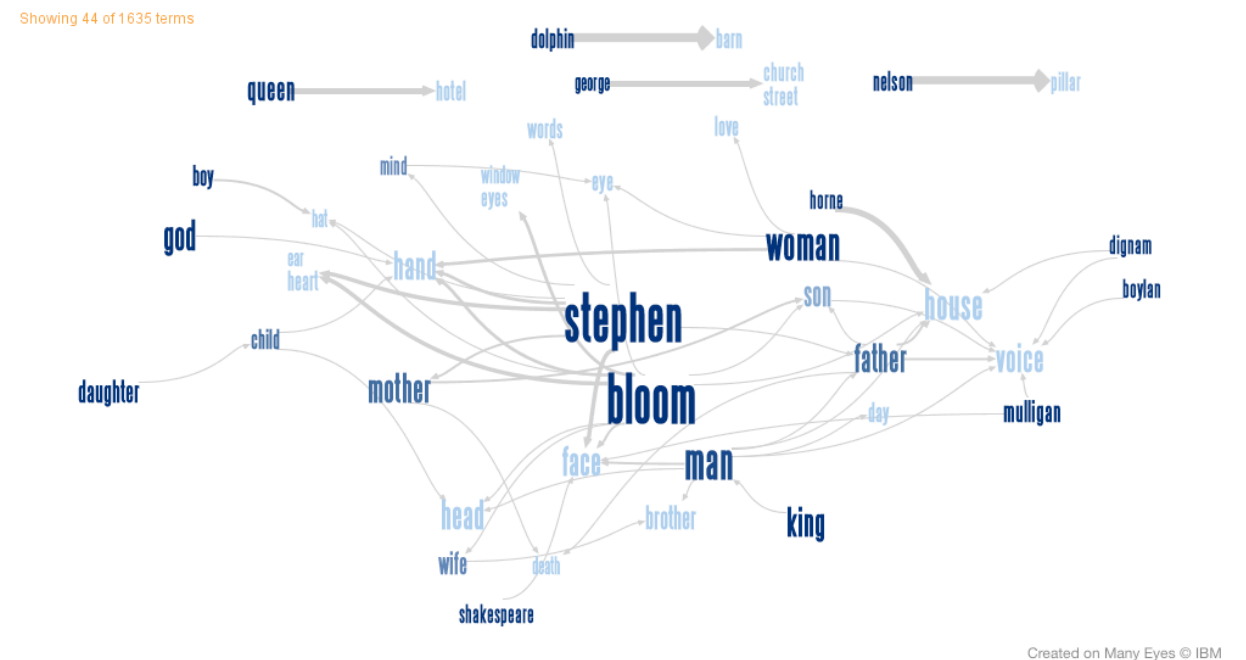 Showing 44 of 1635 terms
dolphin
barn
queen
hotel
george
church
street
nelson
pillar
words
love
mind
window
eyes
eye
boy
hat
horne
god
woman
dignam
ear
heart
hand
boylan
son
house
stephen
child
father
voice
daughter
mother
bloom
day
mulligan
face
man
head
brother
king
wife
death
shakespeare
Created on Many Eyes © IBM